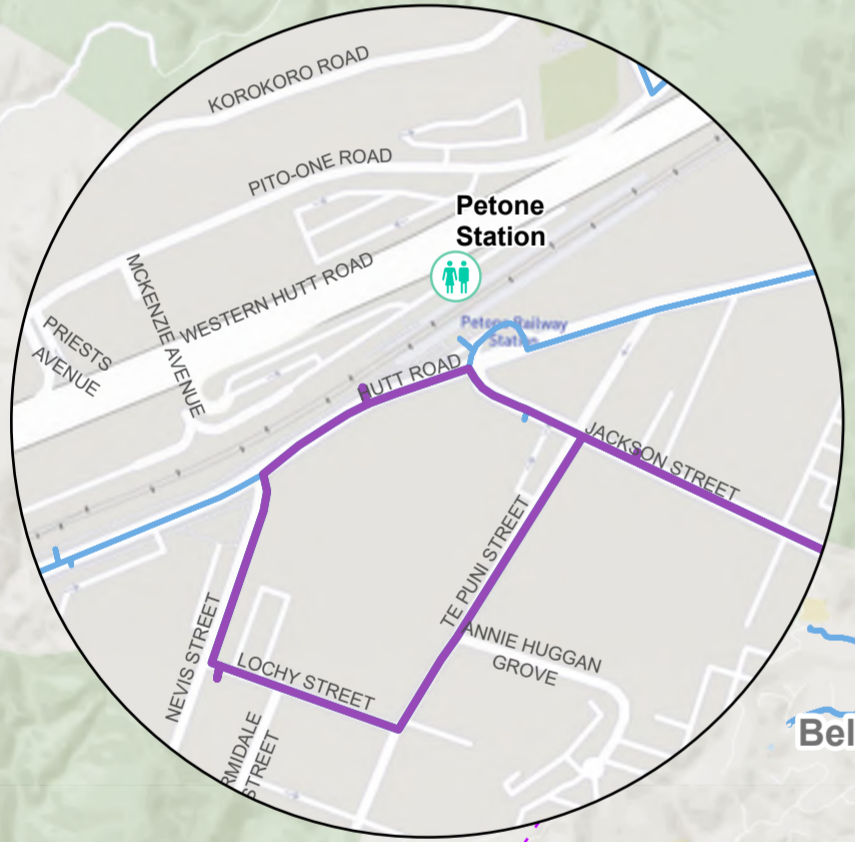 KOROKORO ROAD
PITO-ONE ROAD
Petone
Station
MCKENZIE AVENUE
WESTERN HUTT ROAD
PRIESTS
AVENUE
Petone Railway
Station
HUTT ROAD
JACKSON STREET
TE PUNI STREET
NEVIS STREET
LOCHY STREET
ANNIE HUGGAN
GROVE
RMIDALE
STREET
Bel